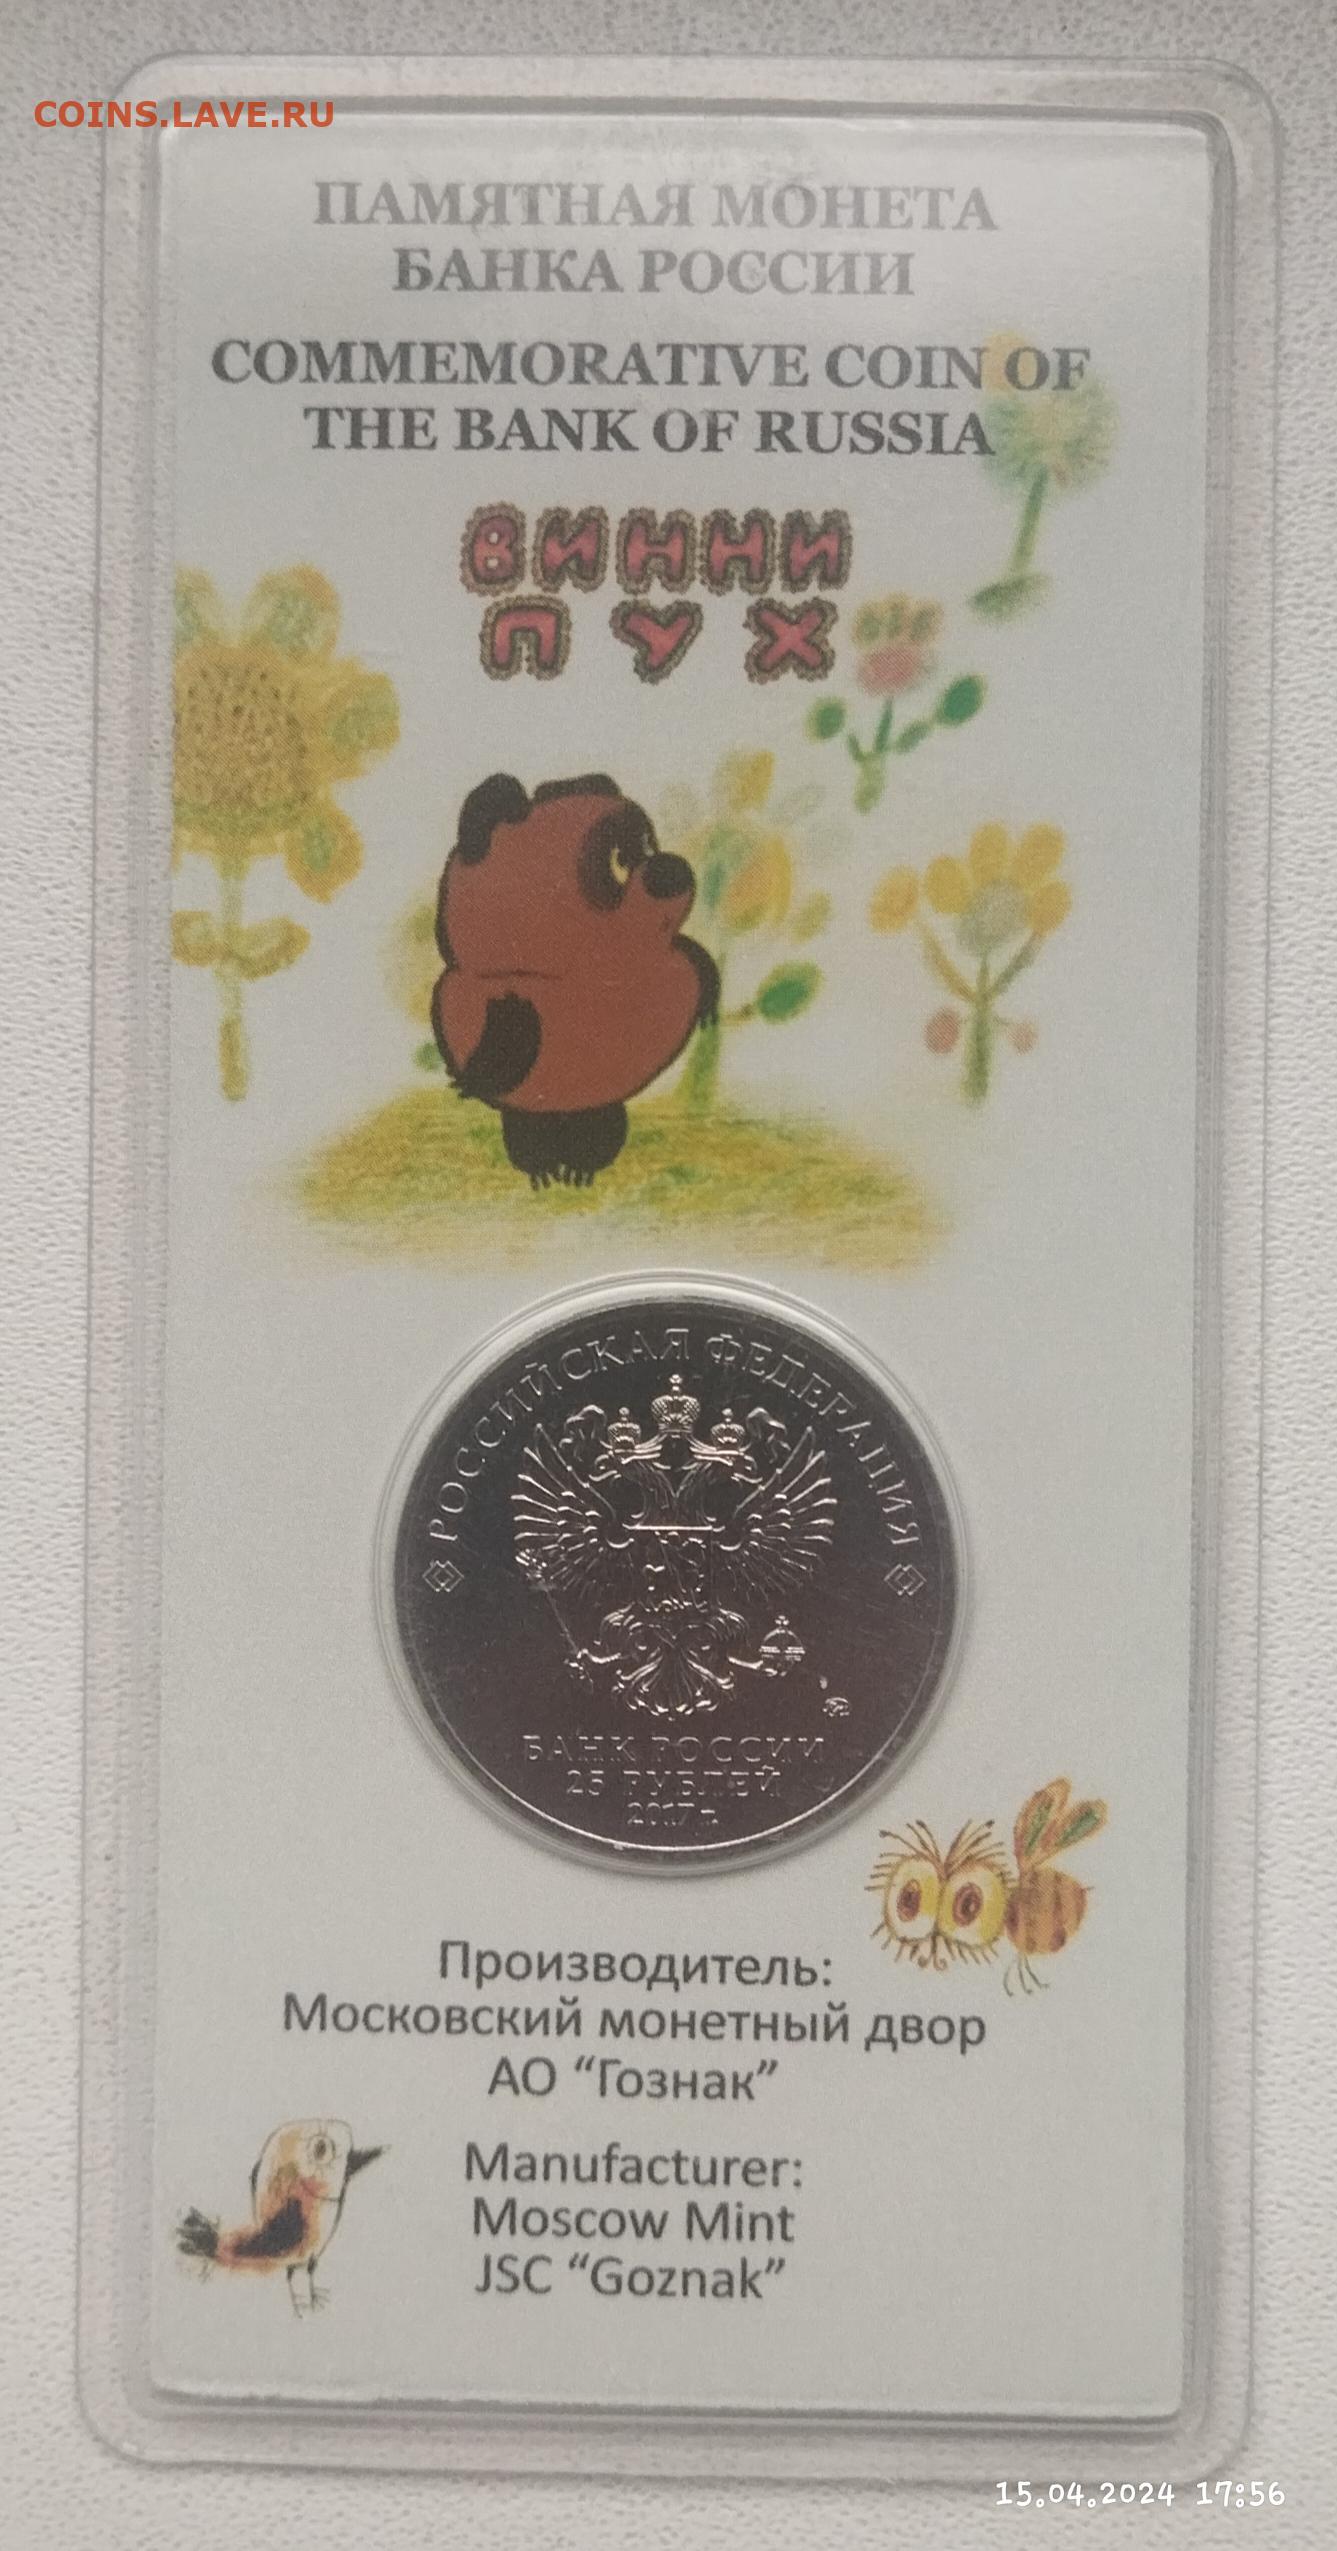 COINS.LAVE.RU
ПАМЯТНАЯ МОНЕТА
БАНКА РОССИИ
COMMEMORATIVE COIN OF
THE BANK OF RUSSIA
ВИННИ
ПУХ
РОССИЙСКАЯ ФЕДЕРАЦИЯ
БАНК РОССИИ
25 РУБЛЕЙ
2017 г.
Производитель:
Московский монетный двор
АО “Гознак”
Manufacturer:
Moscow Mint
JSC “Goznak”
15.04.2024 17:56